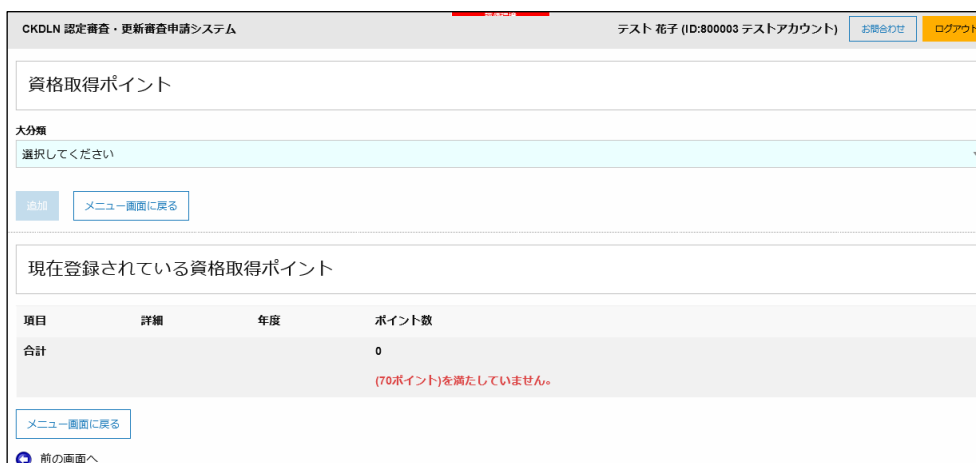 CKDLN 認定審査・更新審査申請システム
テスト 花子 (ID:800003 テストアカウント)
お問合わせ
ログアウト
資格取得ポイント
大分類
選択してください
追加
メニュー画面に戻る
現在登録されている資格取得ポイント
項目 詳細 年度 ポイント数
合計 0
(70ポイント)を満たしていません。
メニュー画面に戻る
前の画面へ